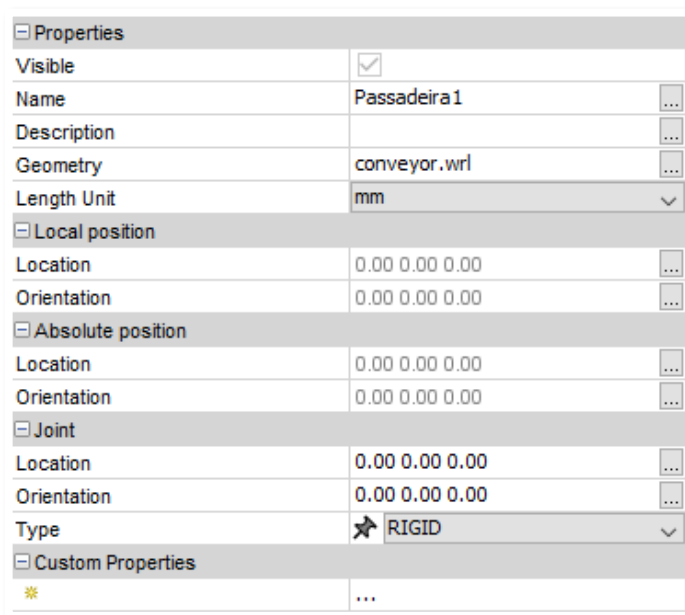 Properties
Visible
Name Passadeira1 ...
Description ...
Geometry conveyor.wrl ...
Length Unit mm
Local position
Location 0.00 0.00 0.00 ...
Orientation 0.00 0.00 0.00 ...
Absolute position
Location 0.00 0.00 0.00 ...
Orientation 0.00 0.00 0.00 ...
Joint
Location 0.00 0.00 0.00 ...
Orientation 0.00 0.00 0.00 ...
Type RIGID
Custom Properties
...